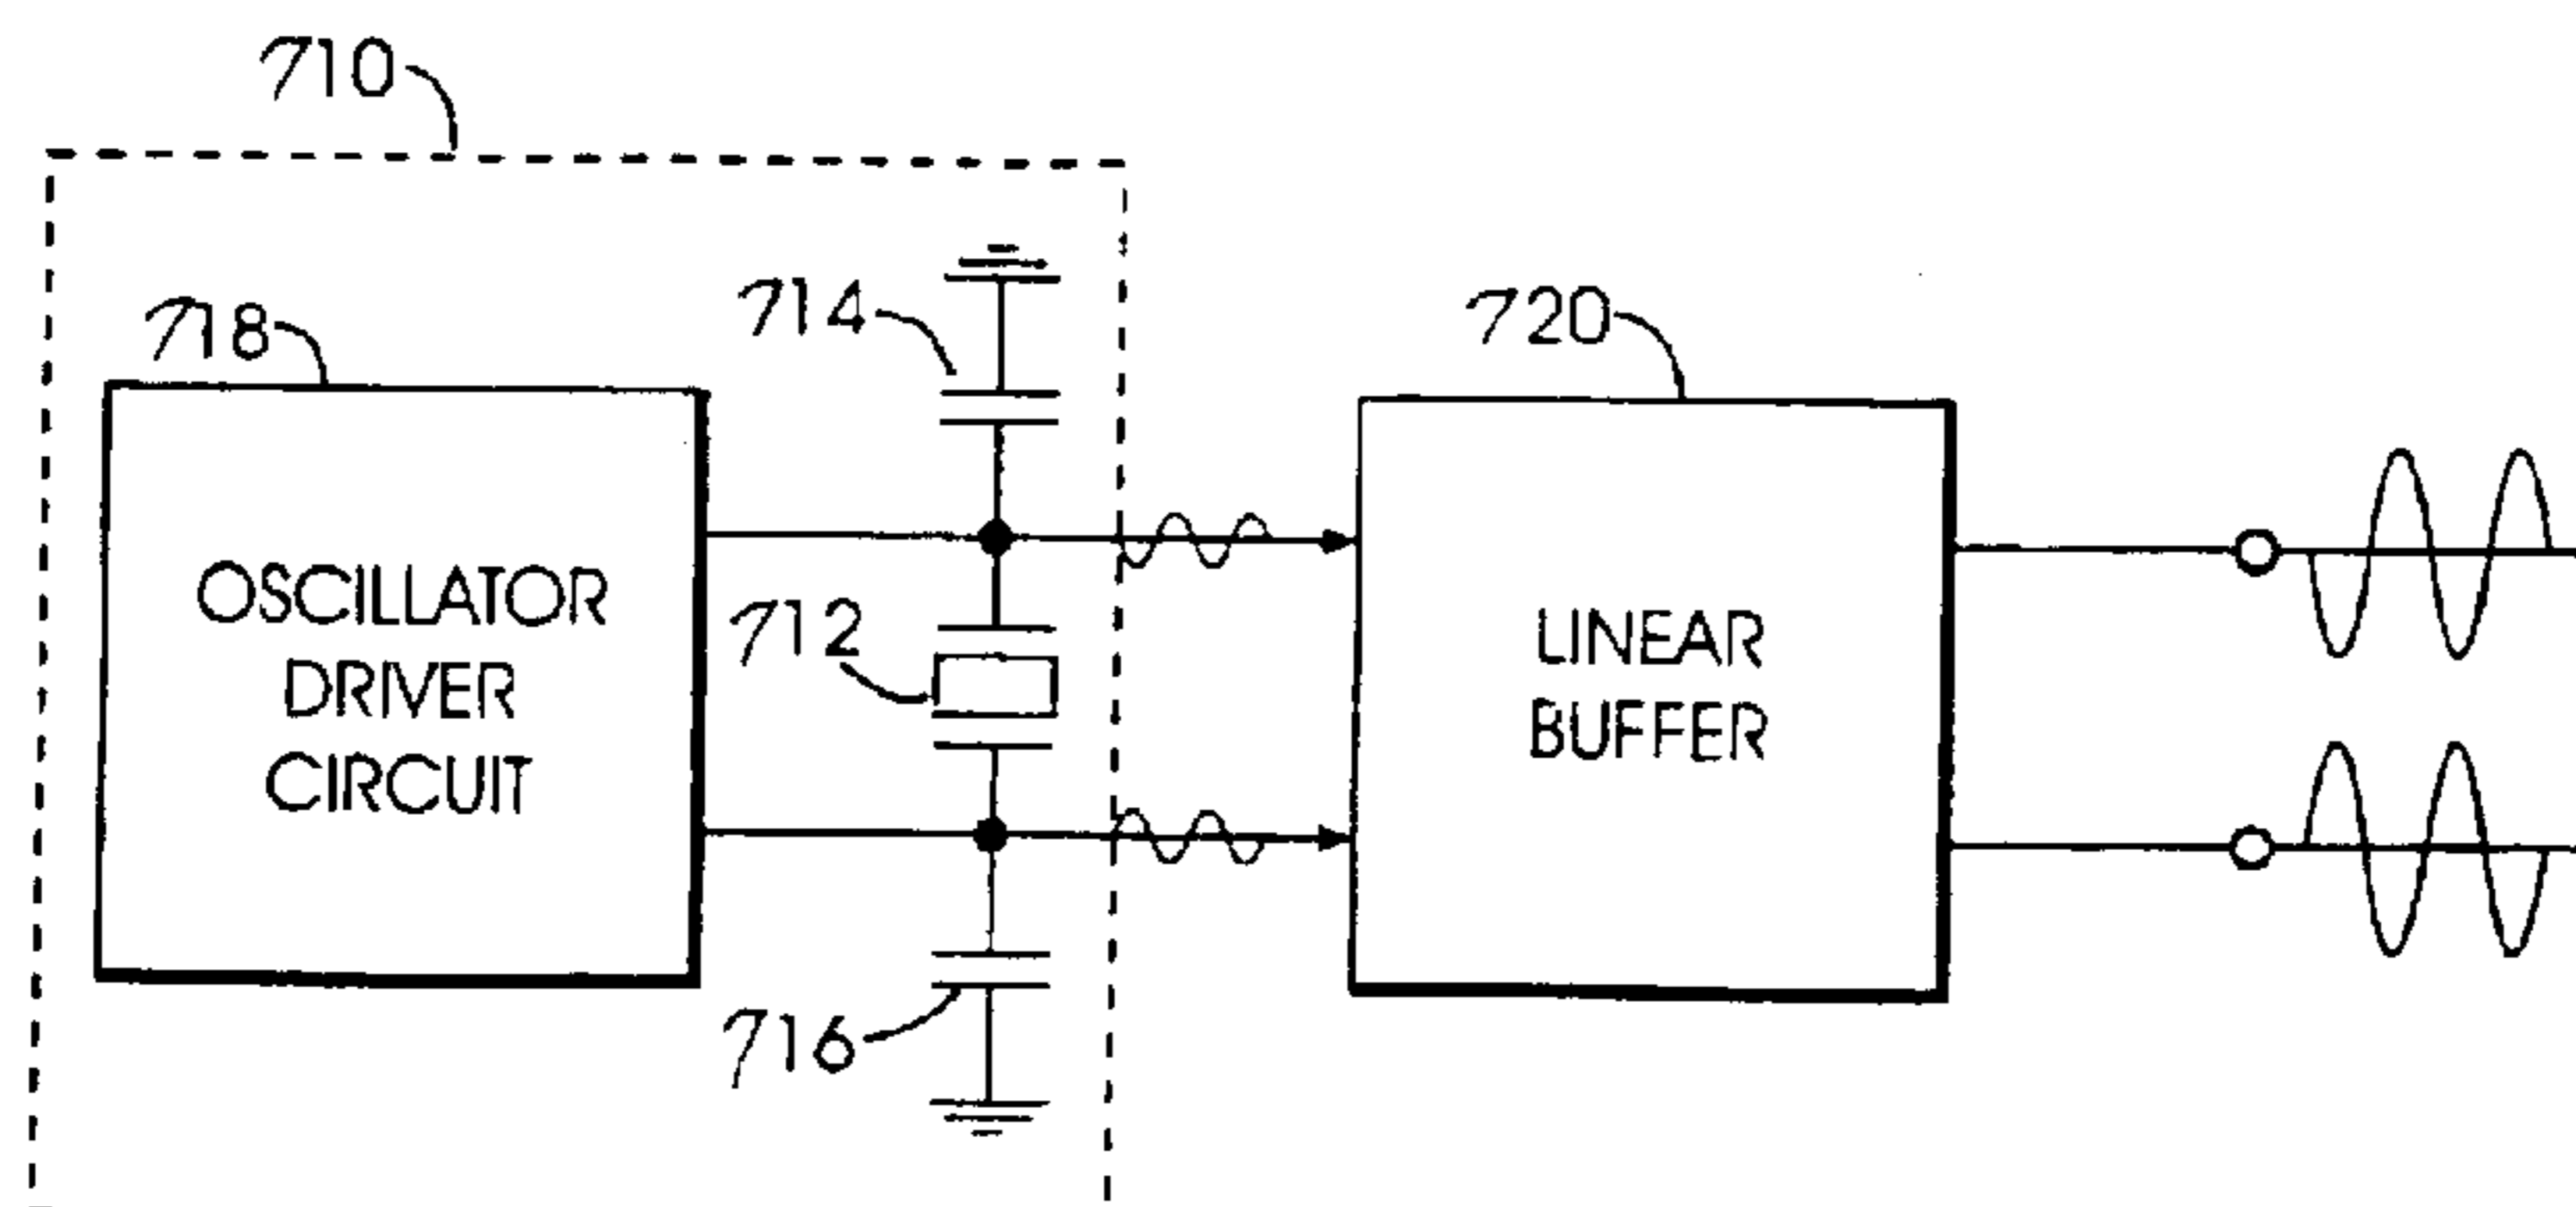 710
718
714
720
OSCILLATOR
DRIVER
CIRCUIT
712
LINEAR
BUFFER
716